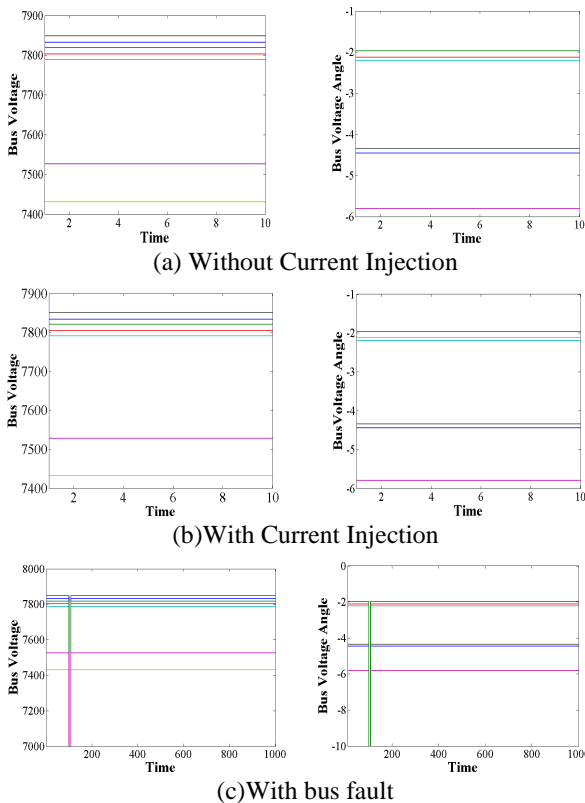 7900
7800
7700
7600
7500
7400
Bus Voltage
2 4 6 8 10
Time
-1
-2
-3
-4
-5
-6
Bus Voltage Angle
2 4 6 8 10
Time
(a) Without Current Injection
7900
7800
7700
7600
7500
7400
Bus Voltage
2 4 6 8 10
Time
-1
-2
-3
-4
-5
-6
BusVoltage Angle
2 4 6 8 10
Time
(b)With Current Injection
8000
7800
7600
7400
7200
7000
Bus Voltage
200 400 600 800 1000
Time
0
-2
-4
-6
-8
-10
Bus Voltage Angle
200 400 600 800 1000
Time
(c)With bus fault